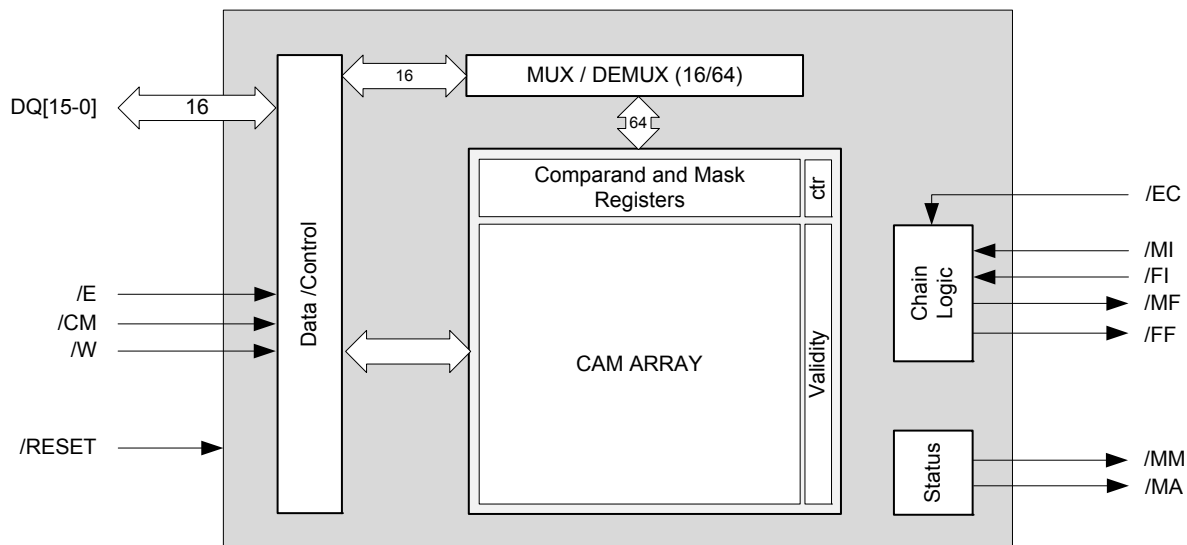 16
MUX / DEMUX (16/64)
DQ[15-0]
16
64
Comparand and Mask
Registers
ctr
/EC
/MI
/FI
/MF
/FF
Chain
Logic
/E
/CM
/W
Data /Control
CAM ARRAY
Validity
/RESET
Status
/MM
/MA